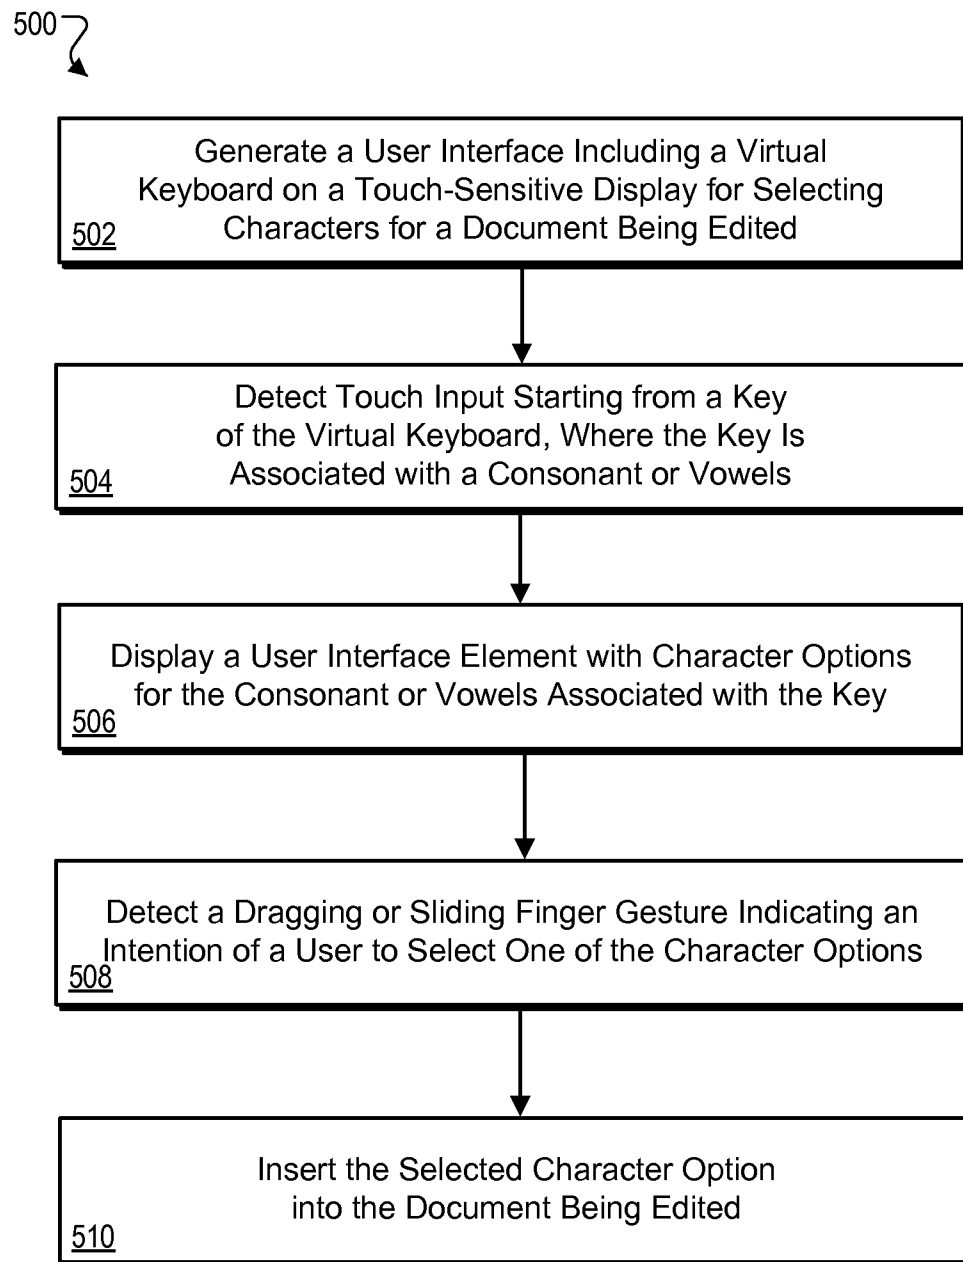 500
Generate a User Interface Including a Virtual
Keyboard on a Touch-Sensitive Display for Selecting
Characters for a Document Being Edited
502
Detect Touch Input Starting from a Key
of the Virtual Keyboard, Where the Key Is
Associated with a Consonant or Vowels
504
Display a User Interface Element with Character Options
for the Consonant or Vowels Associated with the Key
506
Detect a Dragging or Sliding Finger Gesture Indicating an
Intention of a User to Select One of the Character Options
508
Insert the Selected Character Option
into the Document Being Edited
510